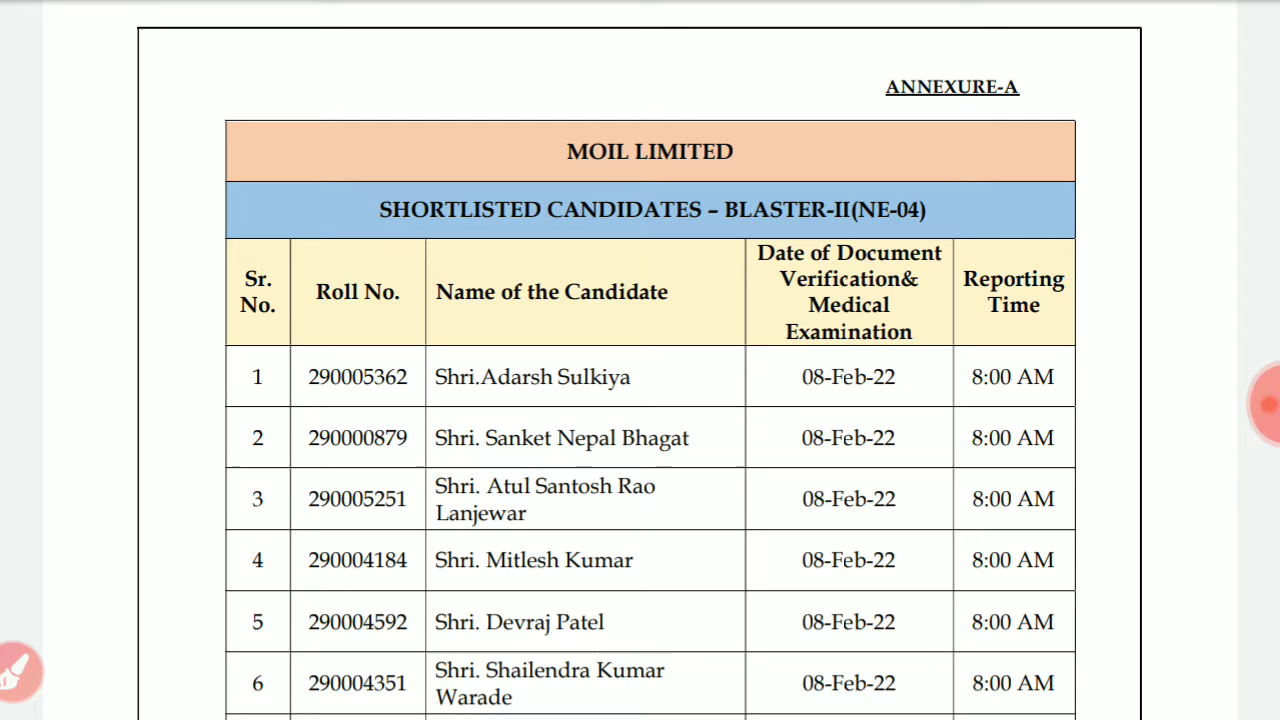 ANNEXURE-A
MOIL LIMITED
SHORTLISTED CANDIDATES – BLASTER-II(NE-04)
Sr. No. Roll No. Name of the Candidate Date of Document Verification& Medical Examination Reporting Time
1 290005362 Shri.Adarsh Sulkiya 08-Feb-22 8:00 AM
2 290000879 Shri. Sanket Nepal Bhagat 08-Feb-22 8:00 AM
3 290005251 Shri. Atul Santosh Rao Lanjewar 08-Feb-22 8:00 AM
4 290004184 Shri. Mitlesh Kumar 08-Feb-22 8:00 AM
5 290004592 Shri. Devraj Patel 08-Feb-22 8:00 AM
6 290004351 Shri. Shailendra Kumar Warade 08-Feb-22 8:00 AM